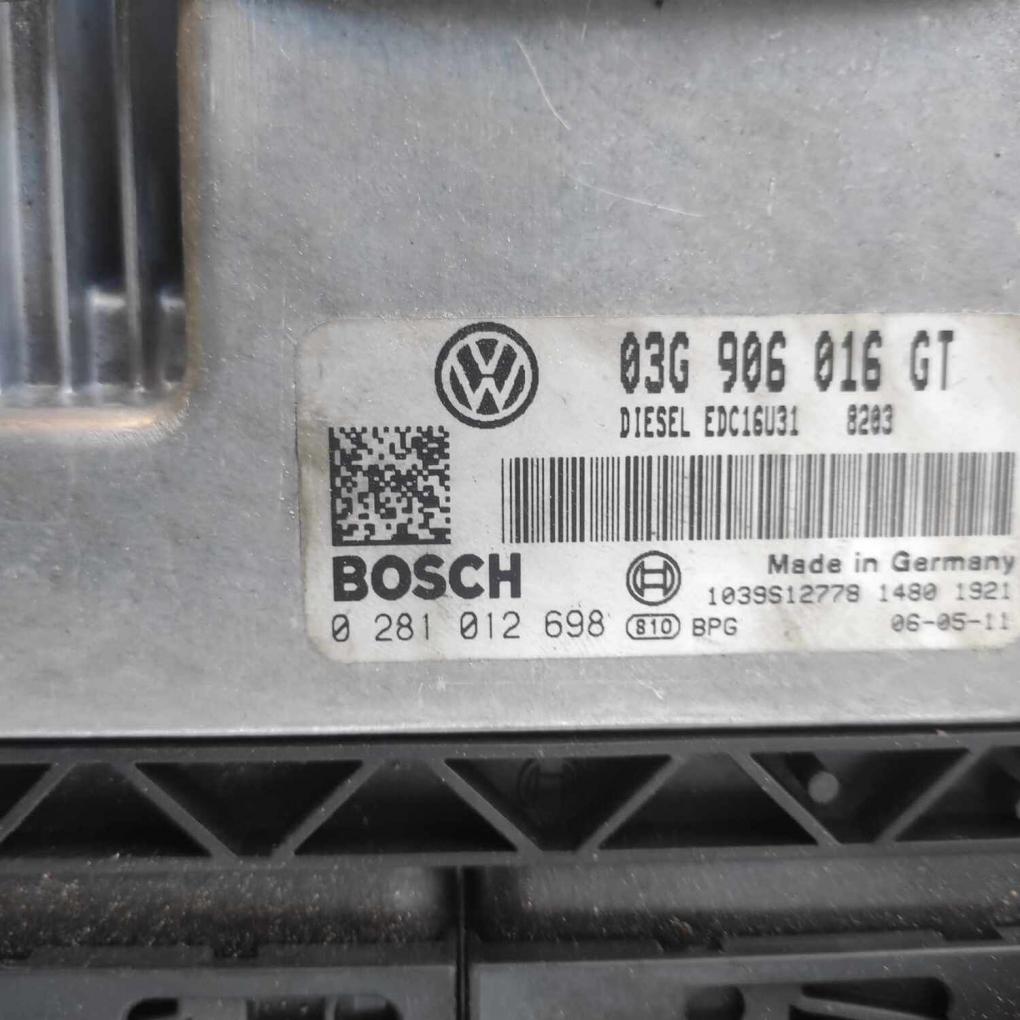 03G 906 016 GT
DIESEL EDC16U31 8203
BOSCH
Made in Germany
1039S12778 1480 1921
0 281 012 698 810 BPG 06-05-11